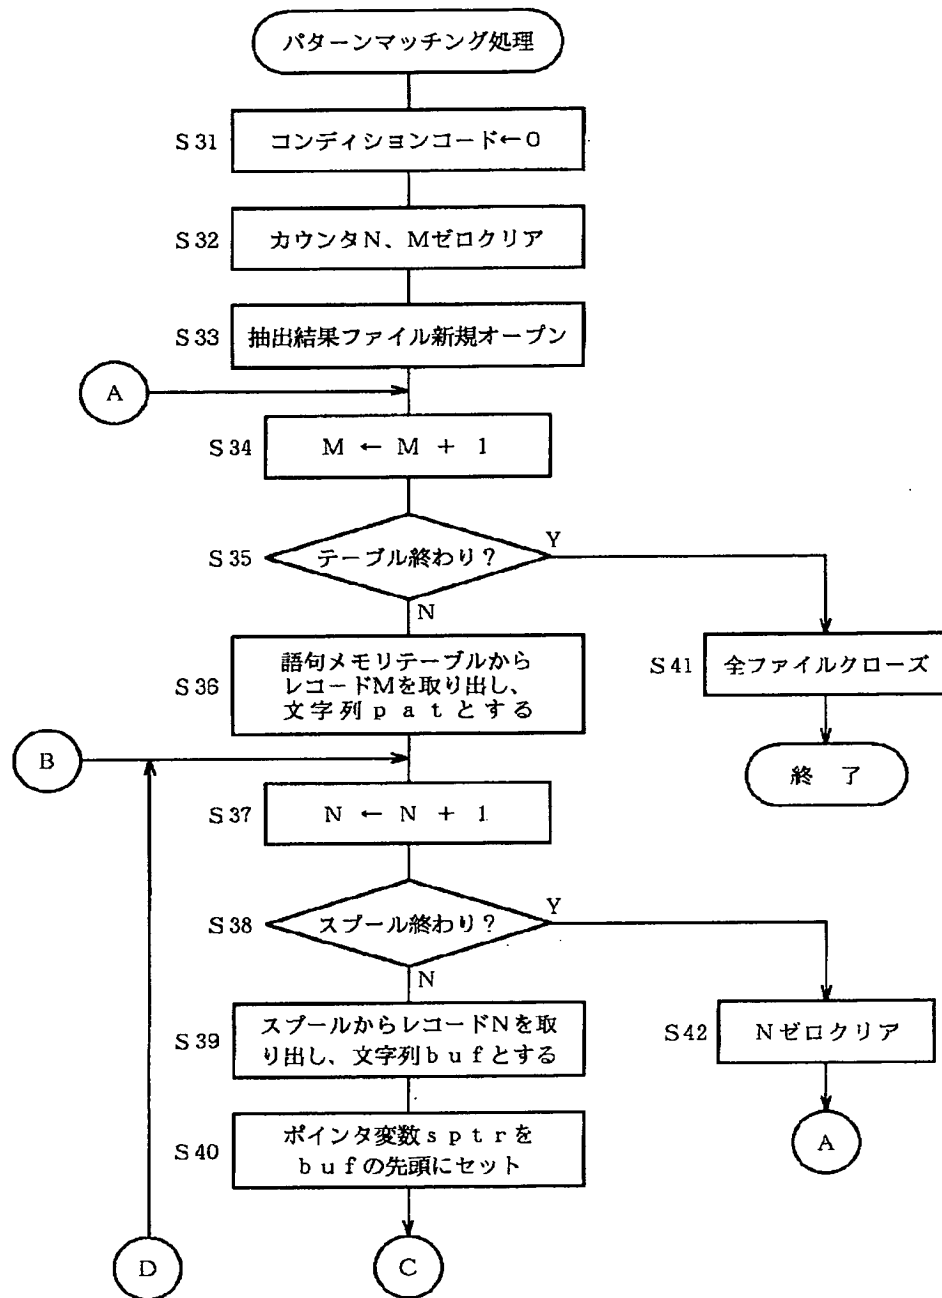 パターンマッチング処理
S31
コンディションコード←0
S32
カウンタN、Mゼロクリア
S33
抽出結果ファイル新規オープン
A
S34
M ← M + 1
S35
テーブル終わり?
Y
N
S36
語句メモリテーブルから
レコードMを取り出し、
文字列patとする
S41
全ファイルクローズ
B
終 了
S37
N ← N + 1
S38
スプール終わり?
Y
N
S39
スプールからレコードNを取
り出し、文字列bufとする
S42
Nゼロクリア
S40
ポインタ変数sptrを
bufの先頭にセット
A
D
C